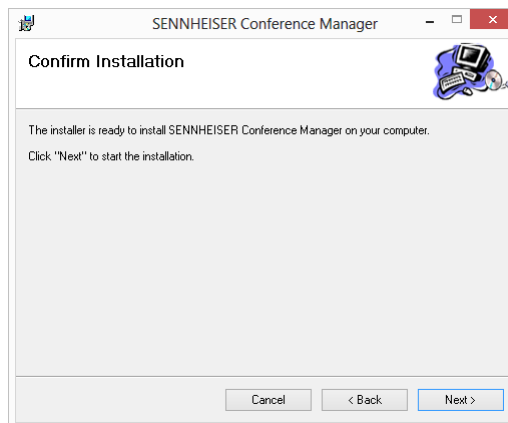 SENNHEISER Conference Manager
Confirm Installation
The installer is ready to install SENNHEISER Conference Manager on your computer.
Click "Next" to start the installation.
Cancel
< Back
Next >